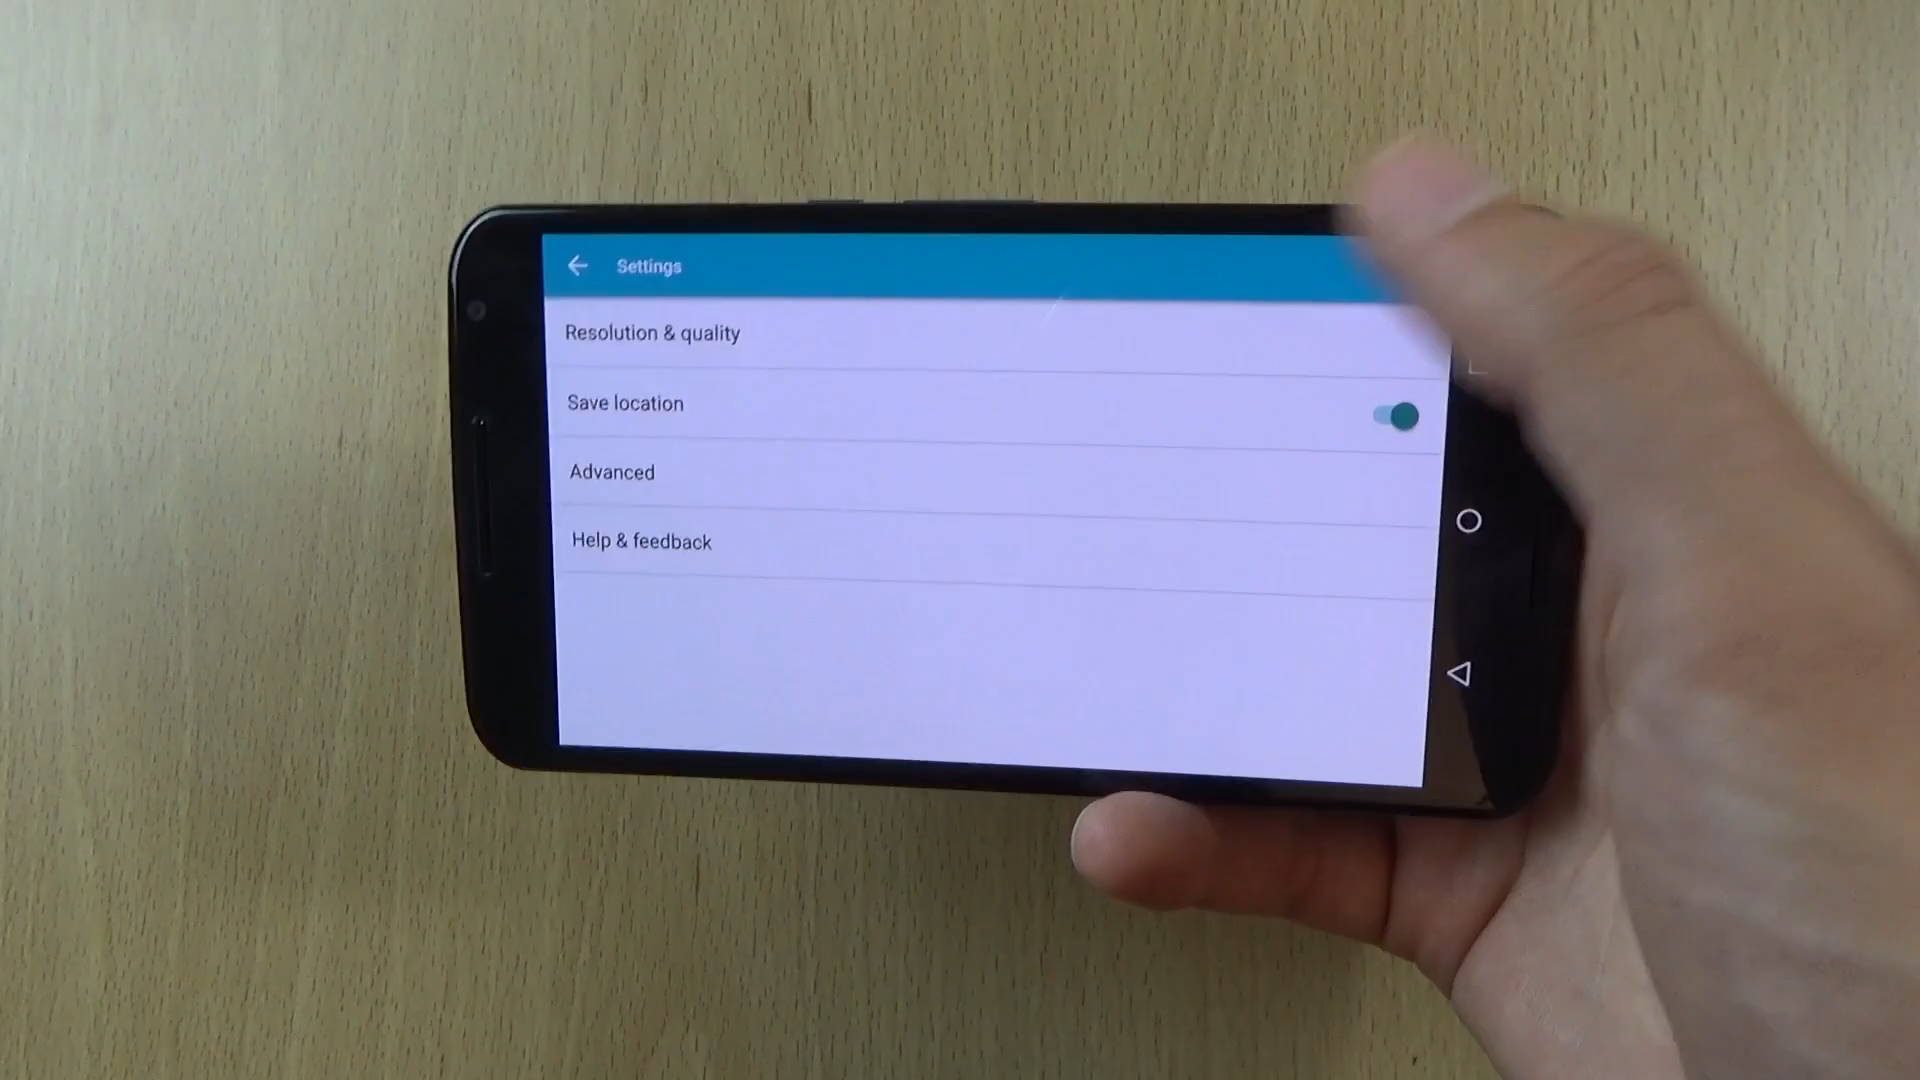 Settings
Resolution & quality
Save location
Advanced
Help & feedback